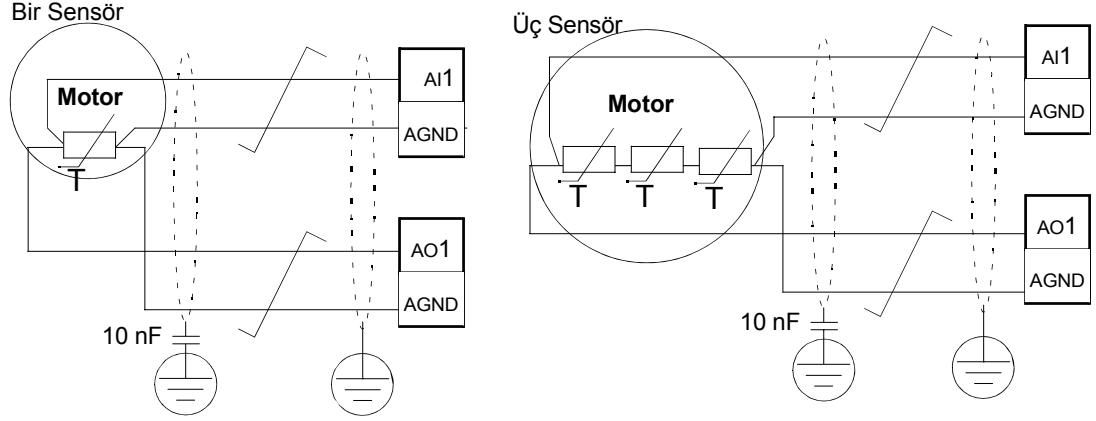 Bir Sensör
Motor
T
AI1
AGND
AO1
AGND
10 nF
Üç Sensör
Motor
T T T
AI1
AGND
AO1
AGND
10 nF